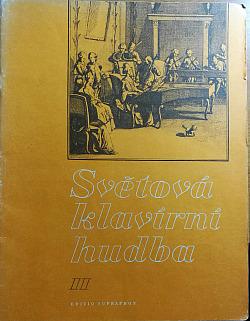 Světová
klavírní
hudba
III
EDITIO SUPRAPHON